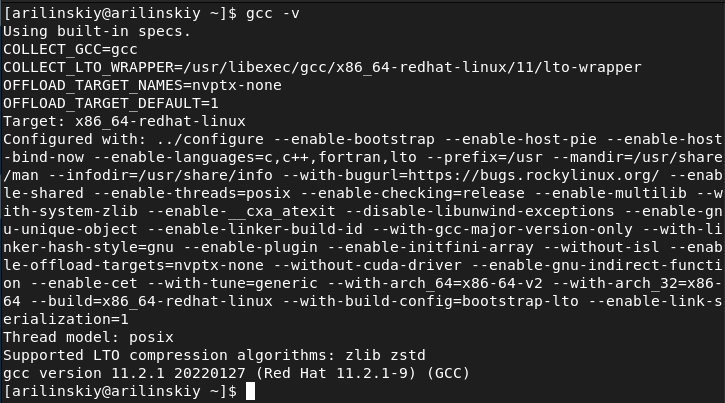 [arilinskiy@arilinskiy ~]$ gcc -v
Using built-in specs.
COLLECT_GCC=gcc
COLLECT_LTO_WRAPPER=/usr/libexec/gcc/x86_64-redhat-linux/11/lto-wrapper
OFFLOAD_TARGET_NAMES=nvptx-none
OFFLOAD_TARGET_DEFAULT=1
Target: x86_64-redhat-linux
Configured with: ../configure --enable-bootstrap --enable-host-pie --enable-host
-bind-now --enable-languages=c,c++,fortran,lto --prefix=/usr --mandir=/usr/share
/man --infodir=/usr/share/info --with-bugurl=https://bugs.rockylinux.org/ --enab
le-shared --enable-threads=posix --enable-checking=release --enable-multilib --w
ith-system-zlib --enable-__cxa_atexit --disable-libunwind-exceptions --enable-gn
u-unique-object --enable-linker-build-id --with-gcc-major-version-only --with-li
nker-hash-style=gnu --enable-plugin --enable-initfini-array --without-isl --enab
le-offload-targets=nvptx-none --without-cuda-driver --enable-gnu-indirect-functi
on --enable-cet --with-tune=generic --with-arch_64=x86-64-v2 --with-arch_32=x86-
64 --build=x86_64-redhat-linux --with-build-config=bootstrap-lto --enable-link-s
erialization=1
Thread model: posix
Supported LTO compression algorithms: zlib zstd
gcc version 11.2.1 20220127 (Red Hat 11.2.1-9) (GCC)
[arilinskiy@arilinskiy ~]$